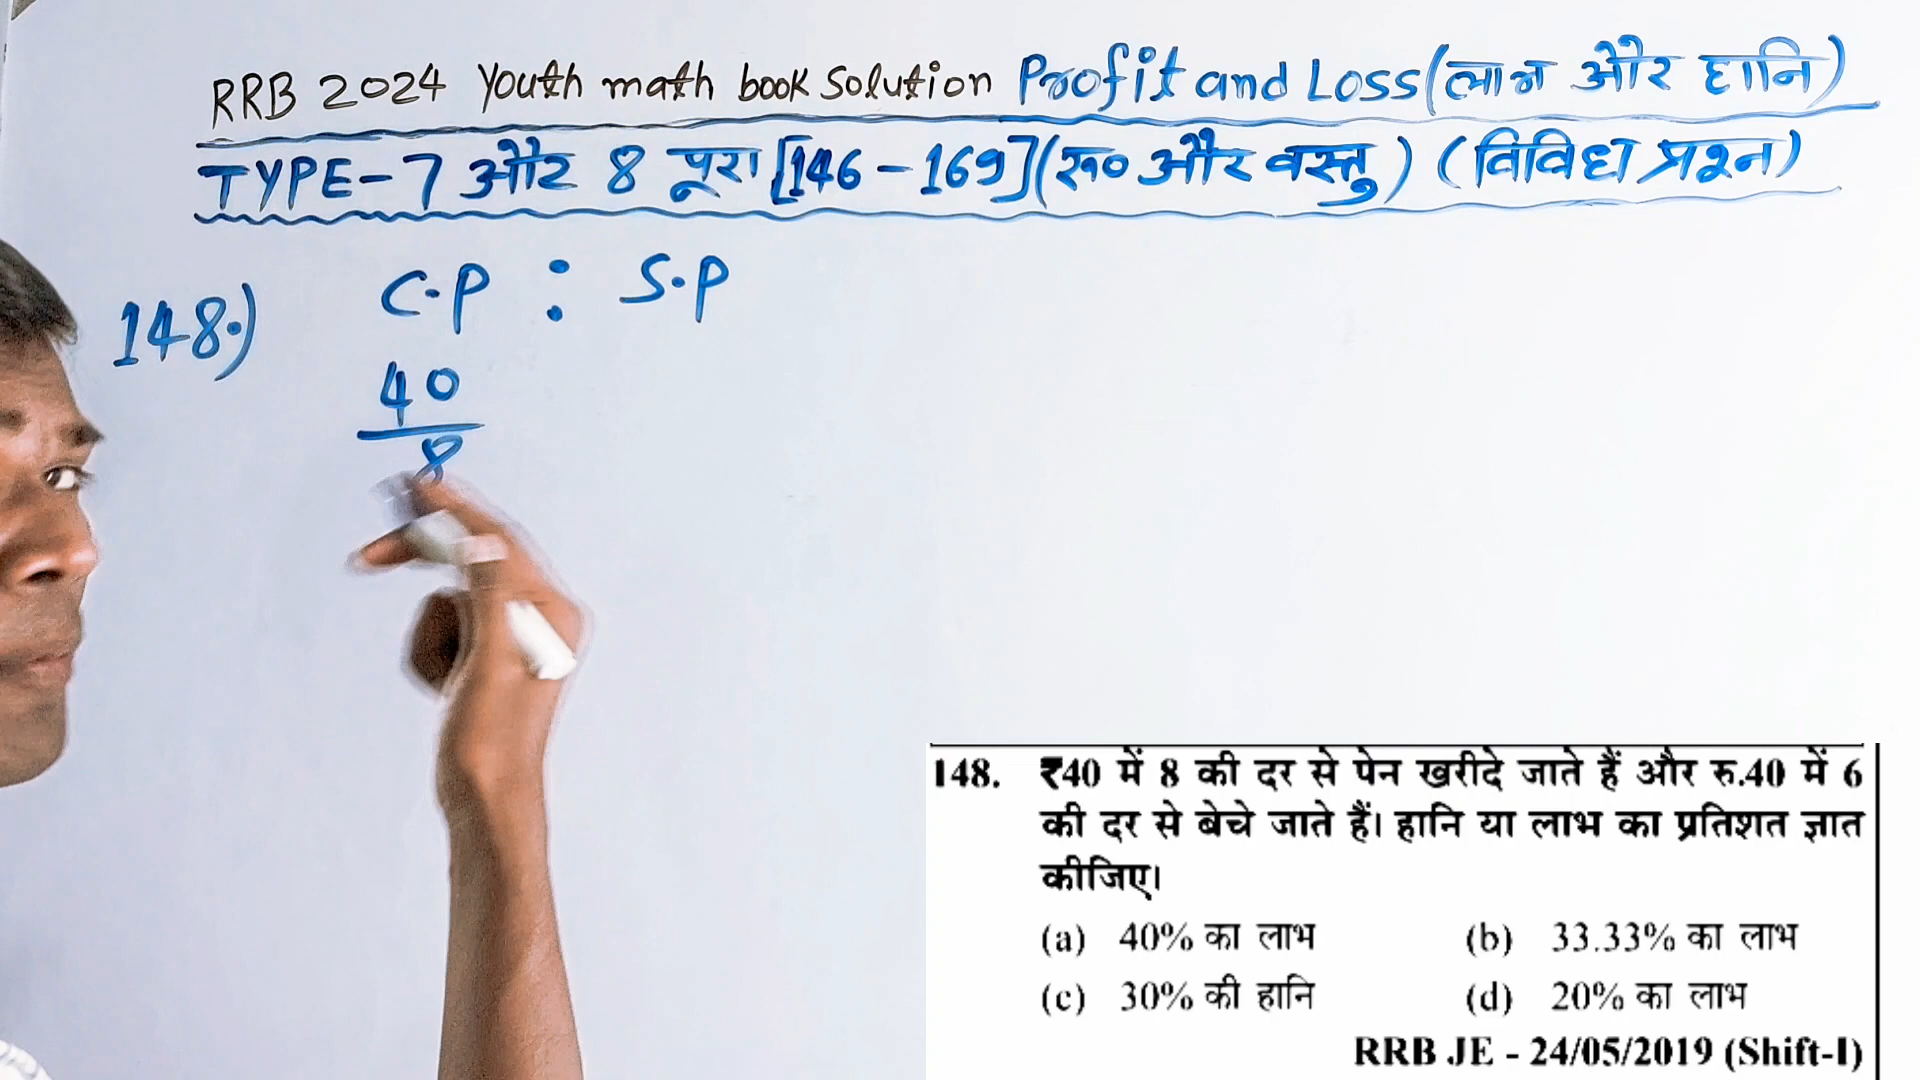 RRB 2024 Youth math book Solution Profit and Loss (लाभ और हानि)
TYPE-7 और 8 पूरा [146-169] (रू० और वस्तु) (विविध प्रश्न)
148.) C.P : S.P
40
8
148. ₹40 में 8 की दर से पेन खरीदे जाते हैं और रु.40 में 6
की दर से बेचे जाते हैं। हानि या लाभ का प्रतिशत ज्ञात
कीजिए।
(a) 40% का लाभ (b) 33.33% का लाभ
(c) 30% की हानि (d) 20% का लाभ
RRB JE - 24/05/2019 (Shift-I)